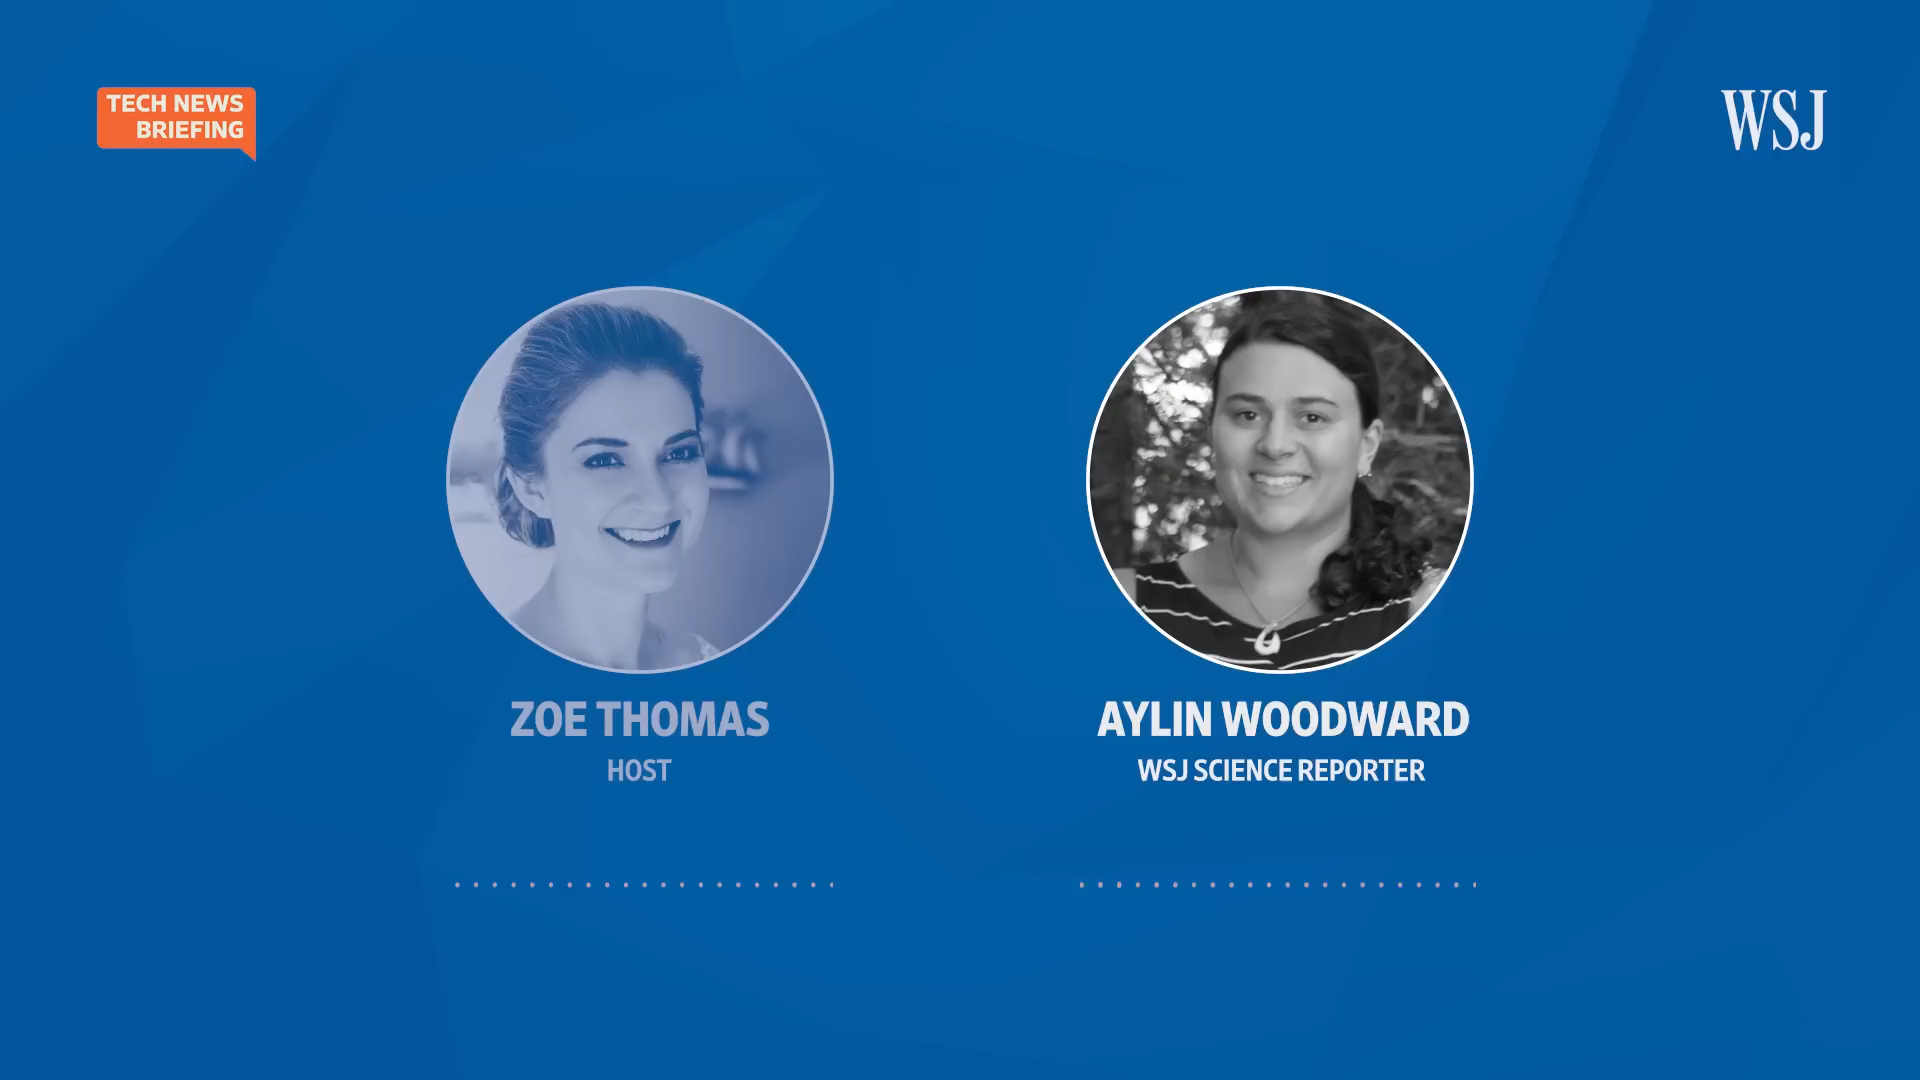 TECH NEWS
BRIEFING
WSJ
ZOE THOMAS
HOST
AYLIN WOODWARD
WSJ SCIENCE REPORTER